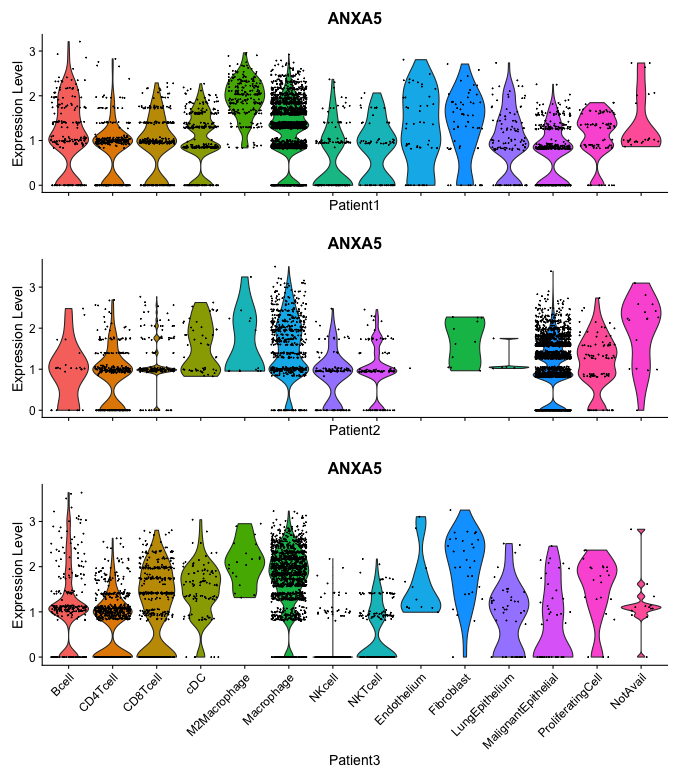 ANXA5
Expression Level
3
2
1
0
Patient1
ANXA5
Expression Level
3
2
1
0
Patient2
ANXA5
Expression Level
3
2
1
0
Bcell
CD4Tcell
CD8Tcell
cDC
M2Macrophage
Macrophage
NKcell
NKTcell
Endothelium
Fibroblast
LungEpithelium
MalignantEpithelial
ProliferatingCell
NotAvail
Patient3